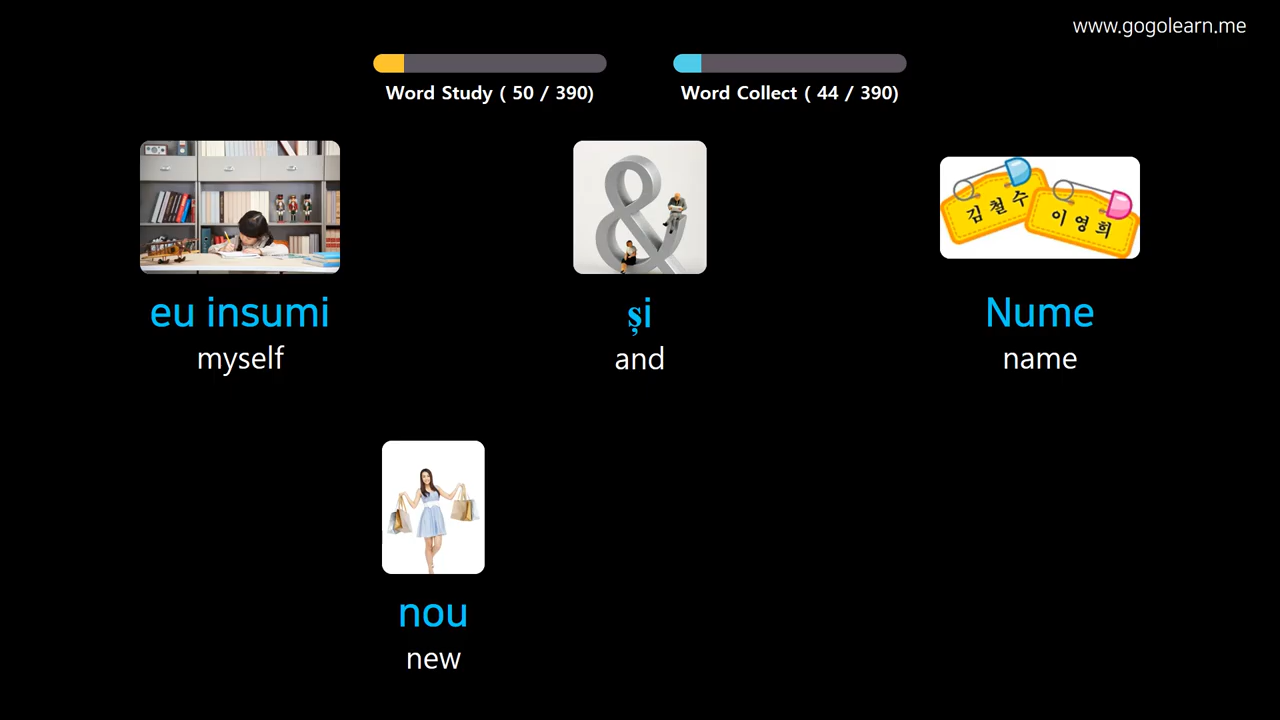 www.gogolearn.me
Word Study ( 50 / 390)
Word Collect ( 44 / 390)
김철수
이영희
eu insumi
și
Nume
myself
and
name
nou
new